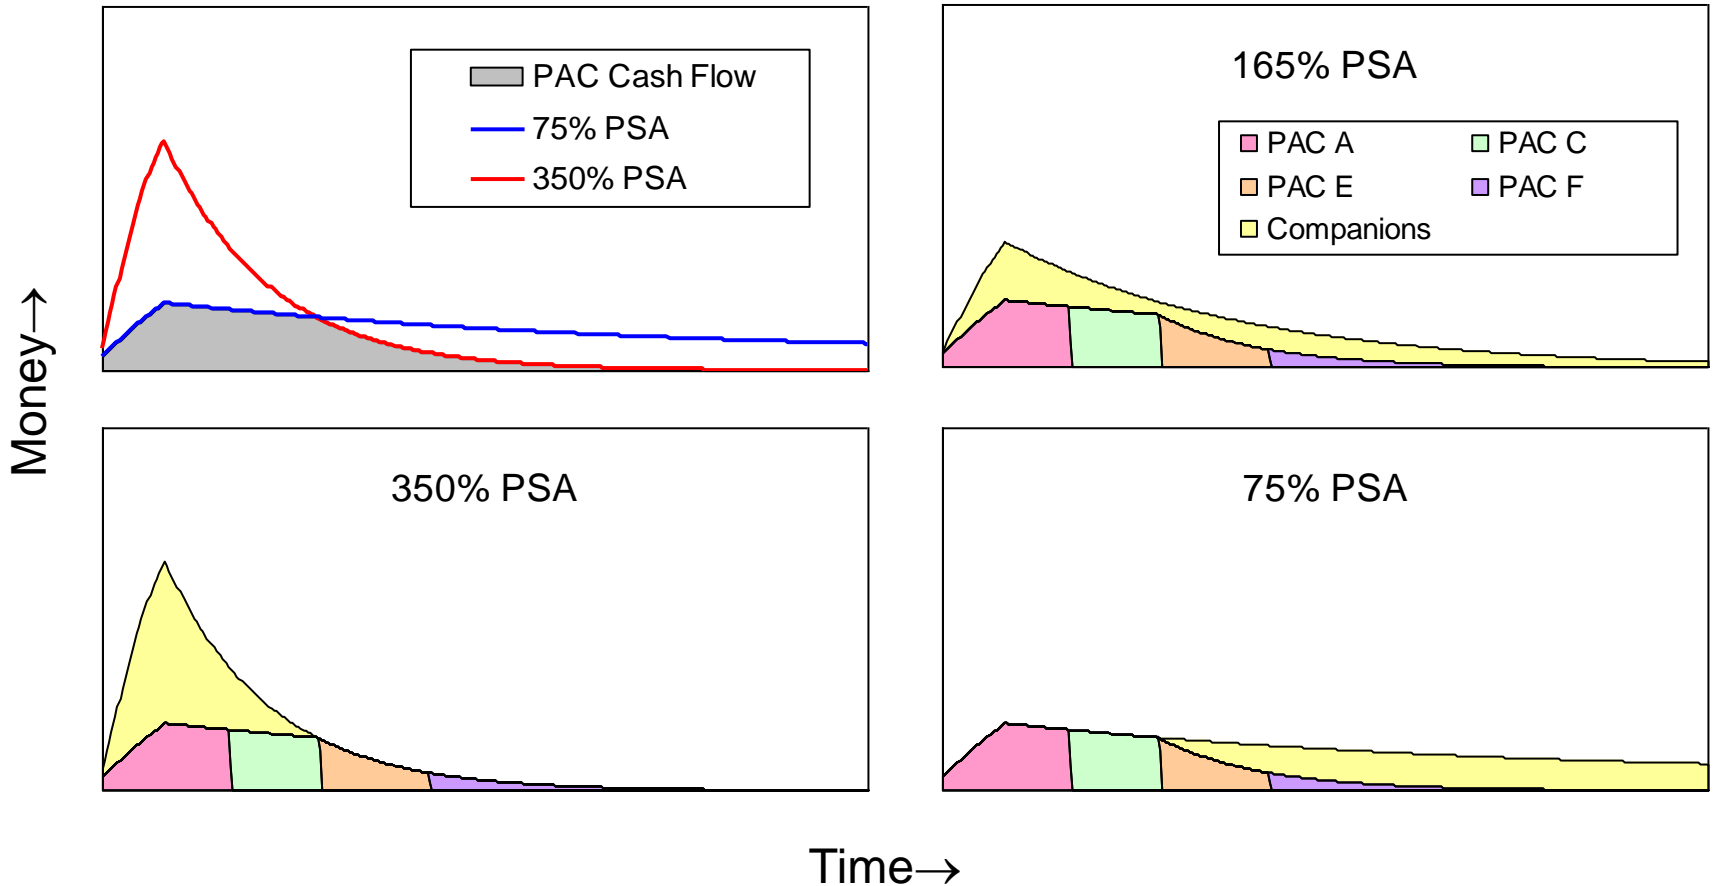 PAC Cash Flow
75% PSA
350% PSA
165% PSA
PAC A PAC C
PAC E PAC F
Companions
Money→
350% PSA
75% PSA
Time→